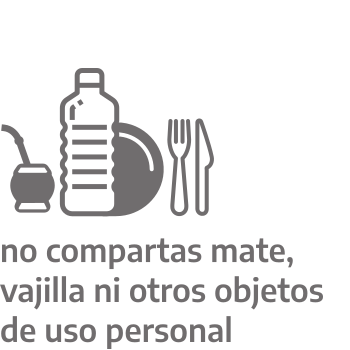 no compartas mate,
vajilla ni otros objetos
de uso personal